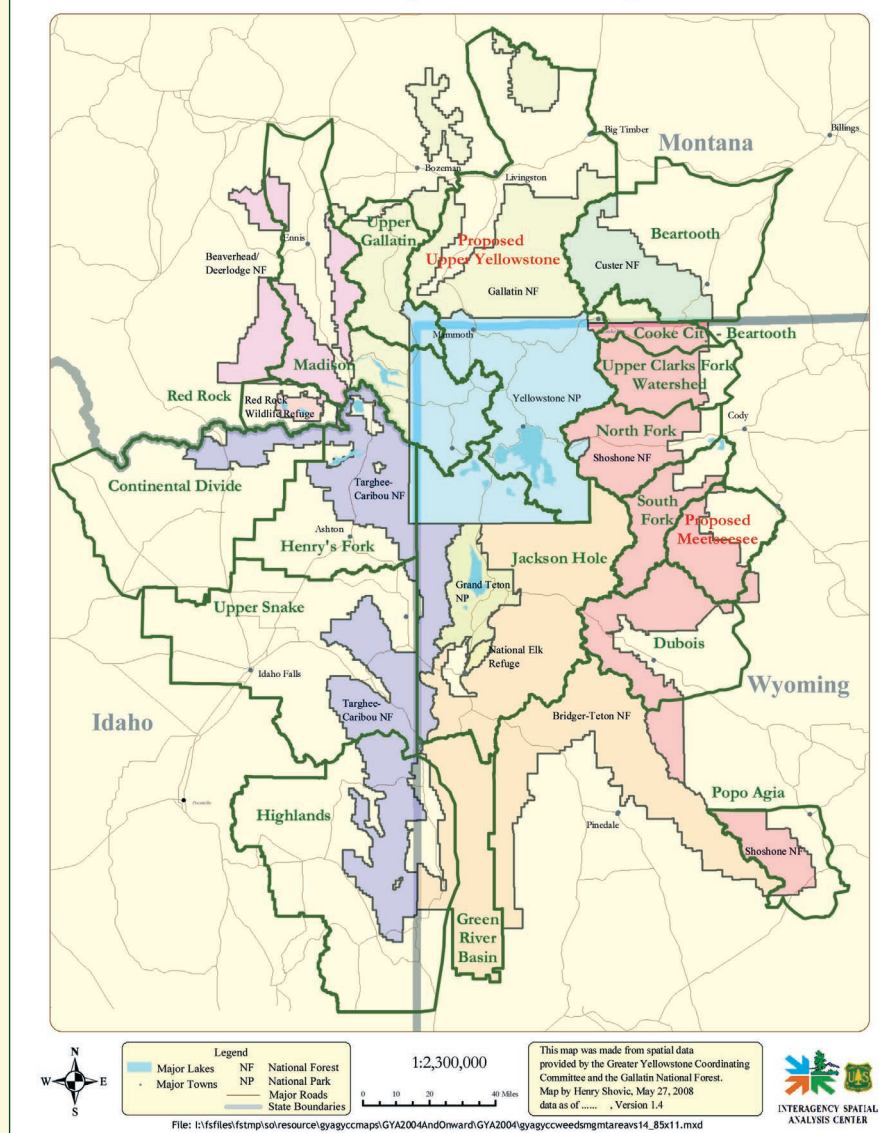 Montana
Big Timber
Billings
Bozeman
Livingston
Upper
Gallatin
Proposed
Upper Yellowstone
Beartooth
Ennis
Beaverhead/
Deerlodge NF
Custer NF
Gallatin NF
Mammoth
Cooke City - Beartooth
Madison
Upper Clarks Fork
Watershed
Red Rock
Red Rock
Wildlife Refuge
Yellowstone NP
Cody
North Fork
Shoshone NF
Continental Divide
Targhee-
Caribou NF
South
Fork
Proposed
Meetseesee
Ashton
Henry's Fork
Jackson Hole
Grand Teton
NP
Upper Snake
National Elk
Refuge
Dubois
Idaho Falls
Wyoming
Idaho
Targhee-
Caribou NF
Bridger-Teton NF
Popo Agia
Highlands
Pinedale
Shoshone NF
Green
River
Basin
N
W
E
S
Legend
Major Lakes
NF National Forest
Major Towns
NP National Park
Major Roads
State Boundaries
1:2,300,000
0 10 20 40 Miles
This map was made from spatial data
provided by the Greater Yellowstone Coordinating
Committee and the Gallatin National Forest.
Map by Henry Shovic, May 27, 2008
data as of ...... , Version 1.4
UAS
INTERAGENCY SPATIAL
ANALYSIS CENTER
File: I:\fsfiles\fstmp\so\resource\gyagyccmaps\GYA2004AndOnward\GYA2004\gyagyccweedsmgmtareavs14_85x11.mxd